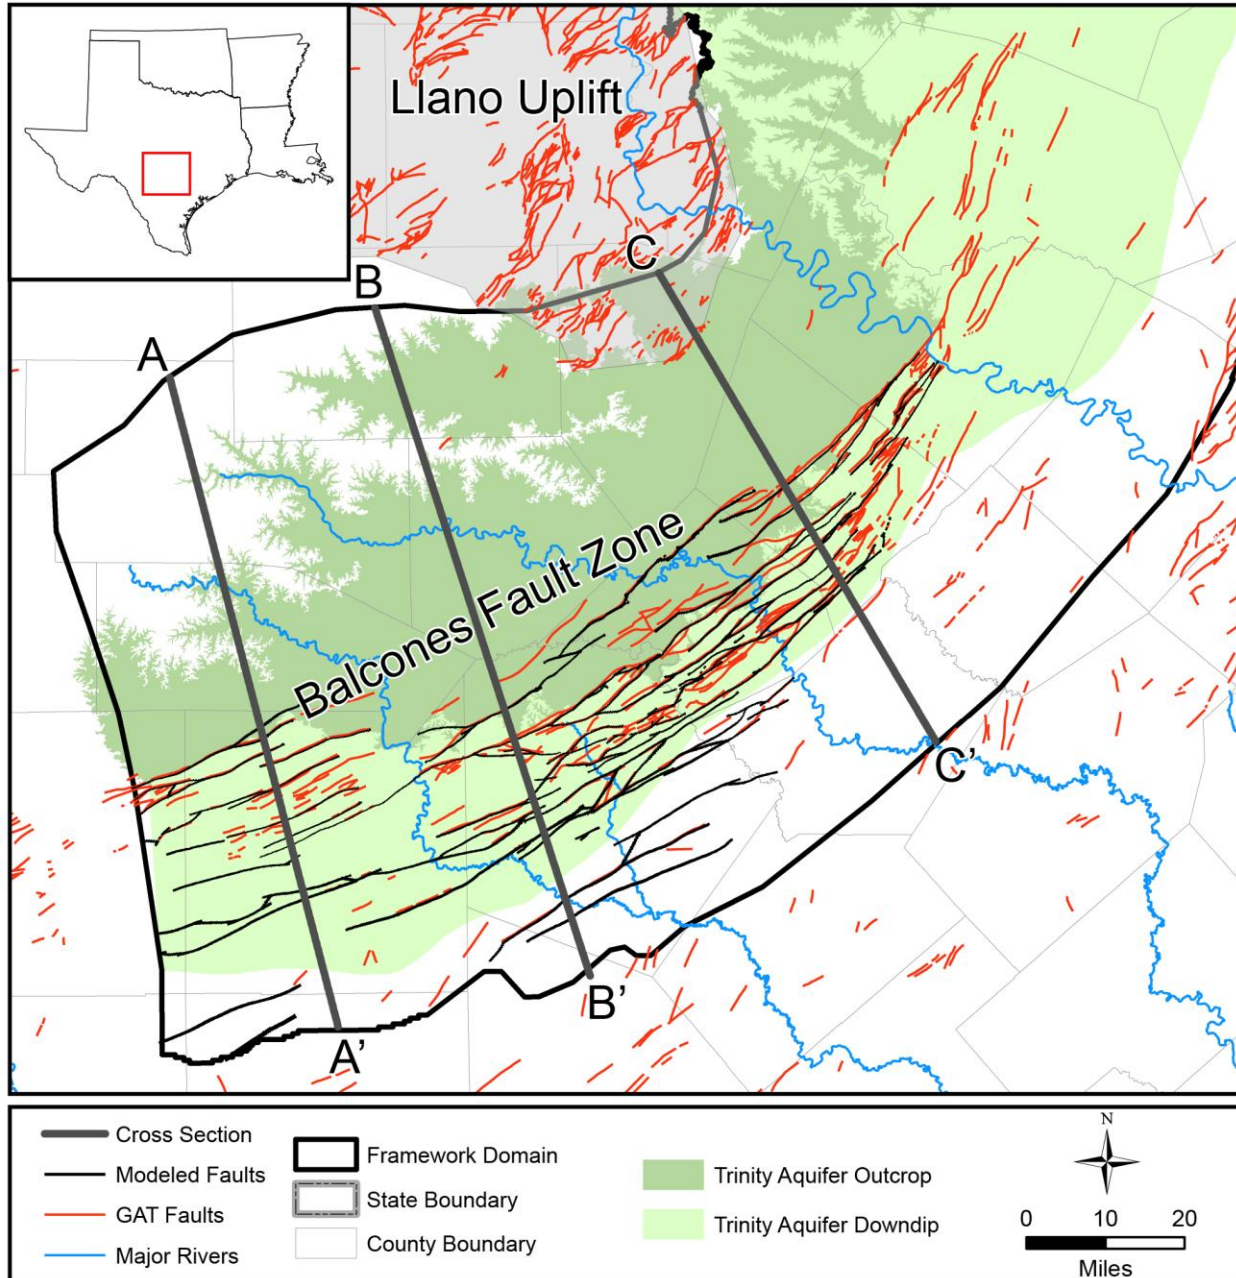 Llano Uplift
C
B
A
Balcones Fault Zone
C’
B’
A’
Cross Section
Modeled Faults
GAT Faults
Major Rivers
Framework Domain
State Boundary
County Boundary
Trinity Aquifer Outcrop
Trinity Aquifer Downdip
N
0 10 20
Miles